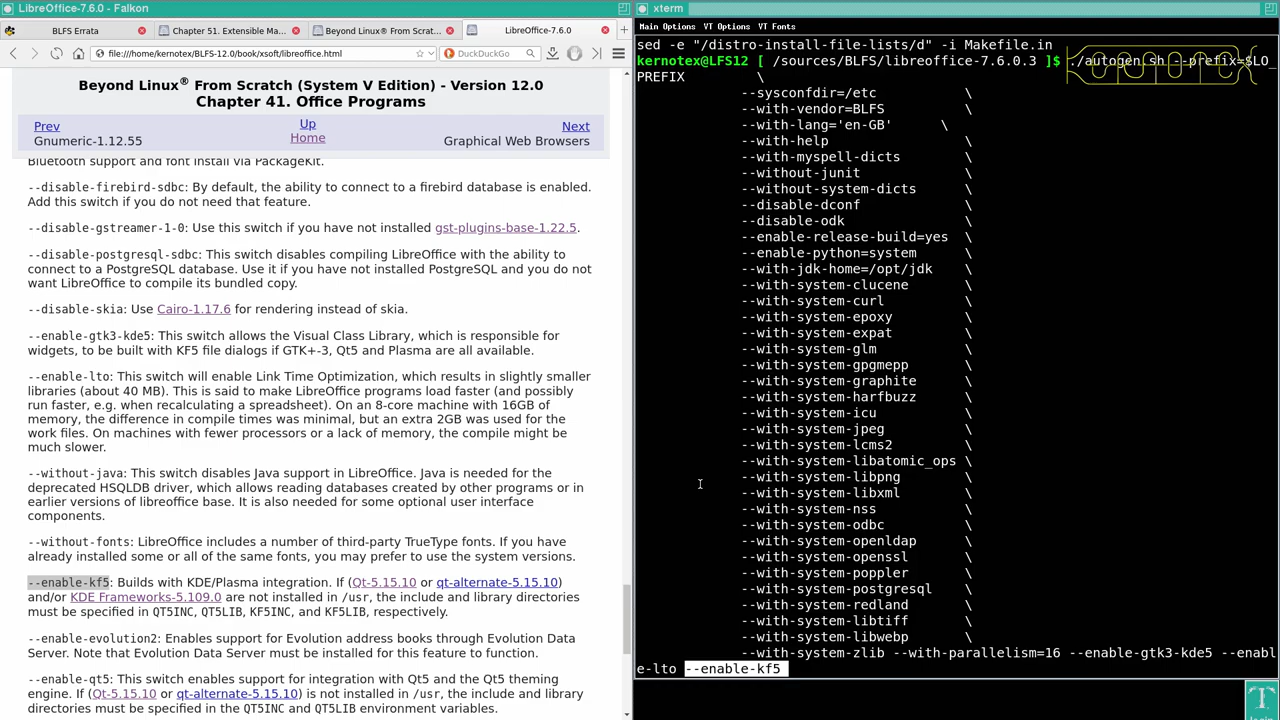 LibreOffice-7.6.0 - Falkon
BLFS Errata
Chapter 51. Graphical Web Bro
Beyond Linux® From Scratc
LibreOffice-7.6.0
file:///home/kernotex/BLFS-12.0/book/xsoft/libreoffice.html
DuckDuckGo
Beyond Linux® From Scratch (System V Edition) - Version 12.0
Chapter 41. Office Programs
Prev
Up
Next
Gnumeric-1.12.55
Home
Graphical Web Browsers
Bluetooth support and font install via PackageKit.
--disable-firebird-sdbc: By default, the ability to connect to a firebird database is enabled.
Add this switch if you do not need that feature.
--disable-gstreamer-1-0: Use this switch if you have not installed gst-plugins-base-1.22.5.
--disable-postgresql-sdbc: This switch disables compiling LibreOffice with the ability to
connect to a PostgreSQL database. Use it if you have not installed PostgreSQL and you do not
want LibreOffice to compile its bundled copy.
--disable-skia: Use Cairo-1.17.6 for rendering instead of skia.
--enable-gtk3-kde5: This switch allows the Visual Class Library, which is responsible for
widgets, to be built with KF5 file dialogs if GTK+-3, Qt5 and Plasma are all available.
--enable-lto: This switch will enable Link Time Optimization, which results in slightly smaller
libraries (about 40 MB). This is said to make LibreOffice programs load faster (and possibly
run faster, e.g. when recalculating a spreadsheet). On an 8-core machine with 16GB of
memory, the difference in compile times was minimal, but an extra 2GB was used for the
work files. On machines with fewer processors or a lack of memory, the compile might be
much slower.
--without-java: This switch disables Java support in LibreOffice. Java is needed for the
deprecated HSQLDB driver, which allows reading databases created by other programs or in
earlier versions of libreoffice base. It is also needed for some optional user interface
components.
--without-fonts: LibreOffice includes a number of third-party TrueType fonts. If you have
already installed some or all of the same fonts, you may prefer to use the system versions.
--enable-kf5: Builds with KDE/Plasma integration. If (Qt-5.15.10 or qt-alternate-5.15.10)
and/or KDE Frameworks-5.109.0 are not installed in /usr, the include and library directories
must be specified in QT5INC, QT5LIB, KF5INC, and KF5LIB, respectively.
--enable-evolution2: Enables support for Evolution address books through Evolution Data
Server. Note that Evolution Data Server must be installed for this feature to function.
--enable-qt5: This switch enables support for integration with Qt5 and the Qt5 theming
engine. If (Qt-5.15.10 or qt-alternate-5.15.10) is not installed in /usr, the include and library
directories must be specified in the QT5INC and QT5LIB environment variables.
xterm
Main Options VT Options VT Fonts
sed -e "/distro-install-file-lists/d" -i Makefile.in
kernotex@LFS12 [ /sources/BLFS/libreoffice-7.6.0.3 ]$ ./autogen.sh --prefix=$LO_
PREFIX \
--sysconfdir=/etc \
--with-vendor=BLFS \
--with-lang='en-GB' \
--with-help \
--with-myspell-dicts \
--without-junit \
--without-system-dicts \
--disable-dconf \
--disable-odk \
--enable-release-build=yes \
--enable-python=system \
--with-jdk-home=/opt/jdk \
--with-system-clucene \
--with-system-curl \
--with-system-epoxy \
--with-system-expat \
--with-system-glm \
--with-system-gpgmepp \
--with-system-graphite \
--with-system-harfbuzz \
--with-system-icu \
--with-system-jpeg \
--with-system-lcms2 \
--with-system-libatomic_ops \
--with-system-libpng \
--with-system-libxml \
--with-system-nss \
--with-system-odbc \
--with-system-openldap \
--with-system-openssl \
--with-system-poppler \
--with-system-postgresql \
--with-system-redland \
--with-system-libtiff \
--with-system-libwebp \
--with-system-zlib --with-parallelism=16 --enable-gtk3-kde5 --enabl
e-lto --enable-kf5